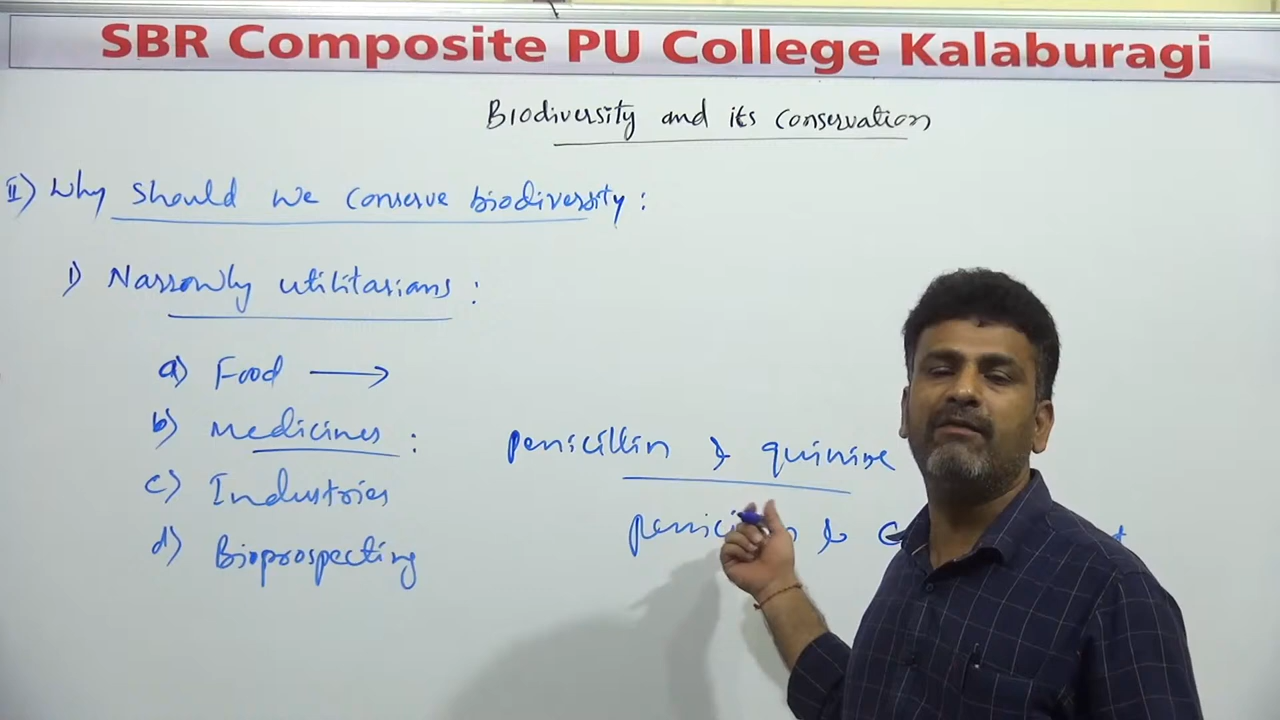 SBR Composite PU College Kalaburagi
Biodiversity and its conservation
II) Why should we conserve biodiversity :
1) Narrowly utilitarians :
a) Food →
b) Medicines :
penicillin & quinine
c) Industries
d) Bioprospecting